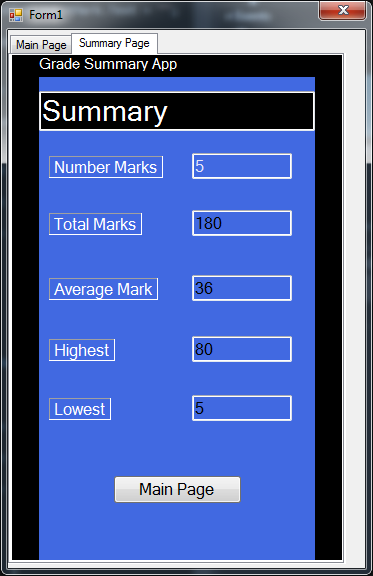 Form1
Main Page Summary Page
Grade Summary App
Summary
Number Marks 5
Total Marks 180
Average Mark 36
Highest 80
Lowest 5
Main Page